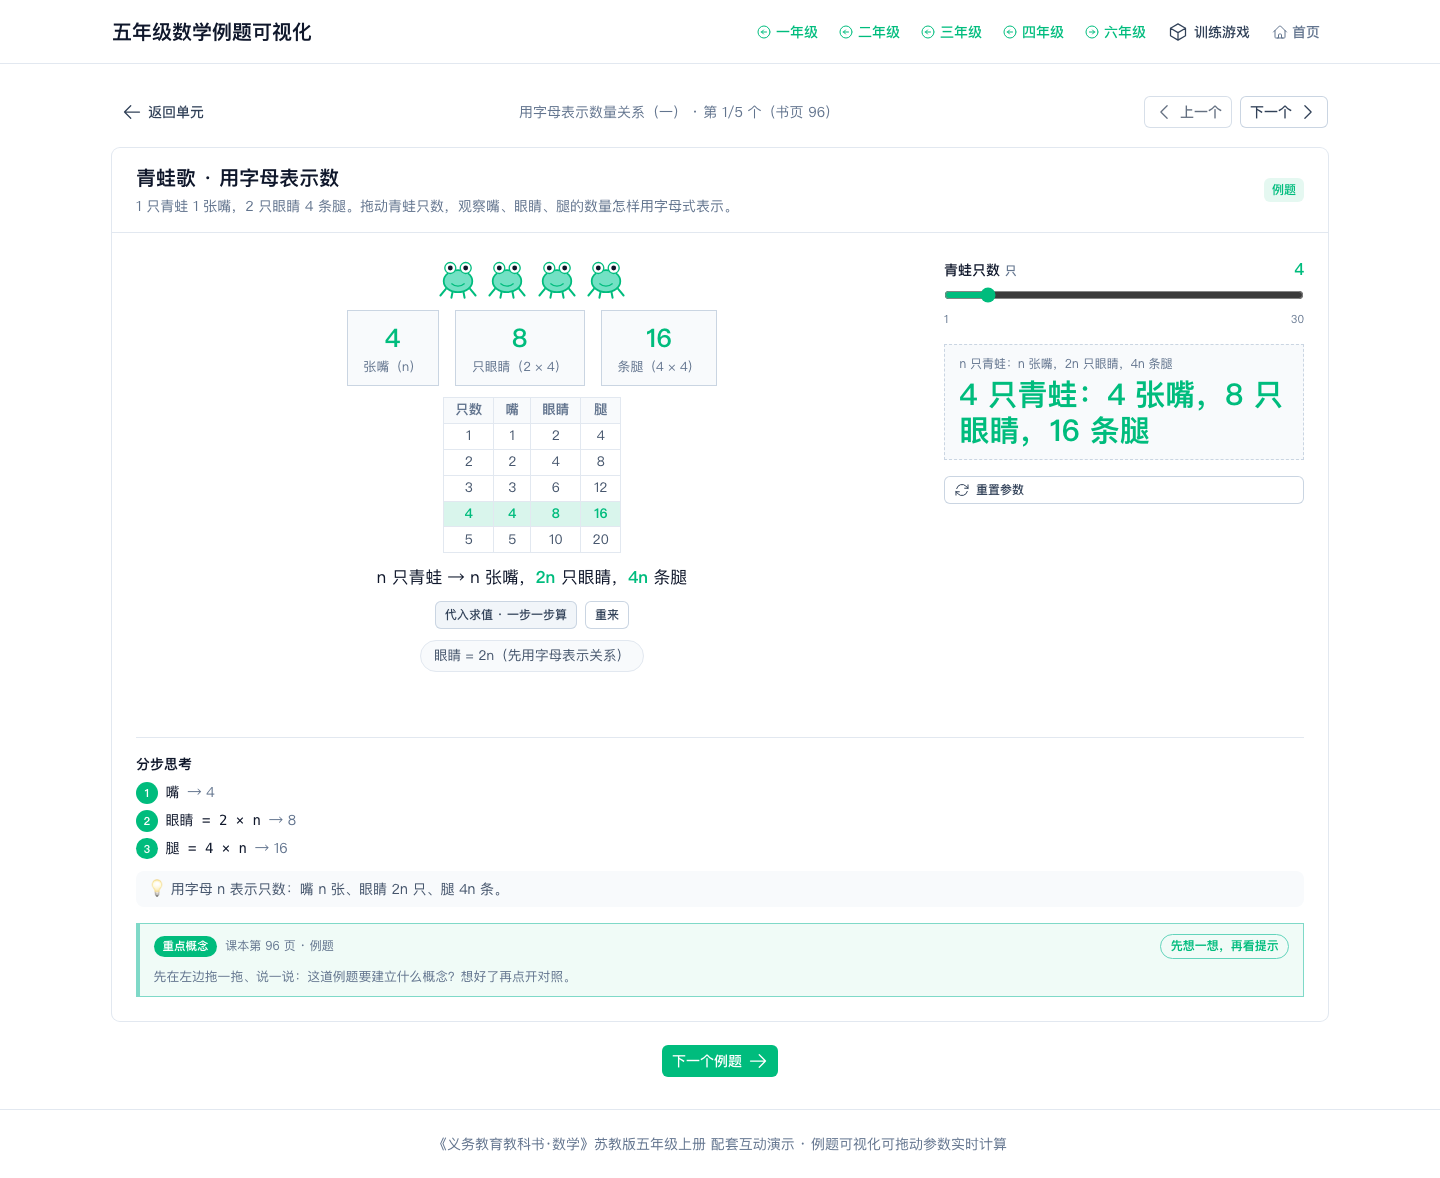 五年级数学例题可视化
一年级 二年级 三年级 四年级 六年级 训练游戏 首页
返回单元
用字母表示数量关系（一） · 第 1/5 个（书页 96）
上一个 下一个
青蛙歌 · 用字母表示数
1 只青蛙 1 张嘴，2 只眼睛 4 条腿。拖动青蛙只数，观察嘴、眼睛、腿的数量怎样用字母式表示。
例题
4
张嘴（n）
8
只眼睛（2 × 4）
16
条腿（4 × 4）
只数 嘴 眼睛 腿
1 1 2 4
2 2 4 8
3 3 6 12
4 4 8 16
5 5 10 20
n 只青蛙 → n 张嘴，2n 只眼睛，4n 条腿
代入求值 · 一步一步算 重来
眼睛 = 2n（先用字母表示关系）
青蛙只数 只 4
1 30
n 只青蛙：n 张嘴，2n 只眼睛，4n 条腿
4 只青蛙：4 张嘴，8 只
眼睛，16 条腿
重置参数
分步思考
1 嘴 → 4
2 眼睛 = 2 × n → 8
3 腿 = 4 × n → 16
用字母 n 表示只数：嘴 n 张、眼睛 2n 只、腿 4n 条。
重点概念 课本第 96 页 · 例题
先想一想，再看提示
先在左边拖一拖、说一说：这道例题要建立什么概念？想好了再点开对照。
下一个例题
《义务教育教科书·数学》苏教版五年级上册 配套互动演示 · 例题可视化可拖动参数实时计算